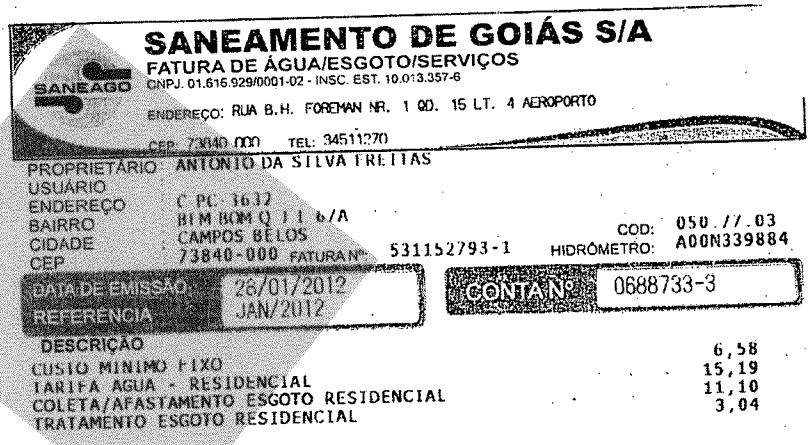 SANEAMENTO DE GOIÁS S/A
FATURA DE ÁGUA/ESGOTO/SERVIÇOS
CNPJ. 01.616.929/0001-02 - INSC. EST. 10.013.357-6
SANEAGO
ENDEREÇO: RUA B.H. FOREMAN NR. 1 QD. 15 LT. 4 AEROPORTO
CEP: 73840-000 TEL: 34511270
PROPRIETÁRIO ANTONIO DA SILVA FREITAS
USUÁRIO
ENDEREÇO : C PC 3632
BAIRRO BEM BOM Q 1 L 6/A
CIDADE : CAMPOS BELOS COD: 050.77.03
CEP 73840-000 FATURA Nº: 531152793-1 HIDRÔMETRO: A00N339884
DATA DE EMISSÃO: 26/01/2012 CONTA Nº 0688733-3
REFERÊNCIA JAN/2012
DESCRIÇÃO
CUSTO MINIMO FIXO 6,58
TARIFA AGUA - RESIDENCIAL 15,19
COLETA/AFASTAMENTO ESGOTO RESIDENCIAL 11,10
TRATAMENTO ESGOTO RESIDENCIAL 3,04